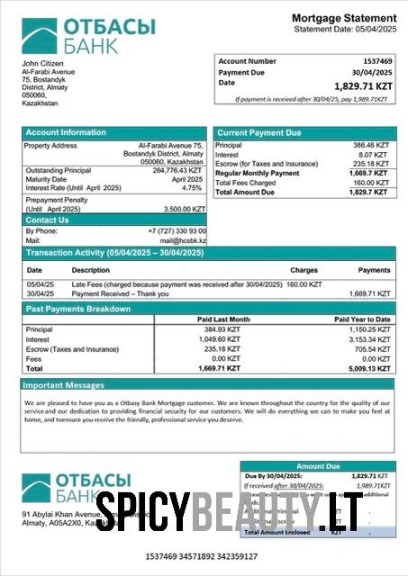 ОТБАСЫ
БАНК
Mortgage Statement
Statement Date: 05/04/2025
John Citizen
Al-Farabi Avenue
75, Bostandyk
District, Almaty
050060,
Kazakhstan
Account Number 1537469
Payment Due 30/04/2025
Date
1,829.71 KZT
If payment is received after 30/04/25, pay 1,989.71KZT
Account Information
Property Address Al-Farabi Avenue 75,
Bostandyk District, Almaty
050060, Kazakhstan
Outstanding Principal 264,776.43 KZT
Maturity Date April 2025
Interest Rate (Until April 2025) 4.75%
Prepayment Penalty
(Until April 2025) 3,500.00 KZT
Contact Us
By Phone: +7 (727) 330 93 00
Mail: mail@hcsbk.kz
Current Payment Due
Principal 386.46 KZT
Interest 8.07 KZT
Escrow (for Taxes and Insurance) 235.18 KZT
Regular Monthly Payment 1,669.7 KZT
Total Fees Charged 160.00 KZT
Total Amount Due 1,829.7 KZT
Transaction Activity (05/04/2025 – 30/04/2025)
Date Description Charges Payments
05/04/25 Late Fees (charged because payment was received after 30/04/2025) 160.00 KZT
30/04/25 Payment Received – Thank you 1,669.71 KZT
Past Payments Breakdown
Paid Last Month Paid Year to Date
Principal 384.93 KZT 1,150.25 KZT
Interest 1,049.60 KZT 3,153.34 KZT
Escrow (Taxes and Insurance) 235.18 KZT 705.54 KZT
Fees 0.00 KZT 0.00 KZT
Total 1,669.71 KZT 5,009.13 KZT
Important Messages
We are pleased to have you as a Otbasy Bank Mortgage customer. We are known throughout the country for the quality of our
service and our dedication to providing financial security for our customers. We will do everything we can to make you feel at
home, and to ensure you receive the friendly, professional service you deserve.
ОТБАСЫ
БАНК
91 Abylai Khan Avenue,
Almaty, A05A2X0, Kazakhstan
Amount Due
Due By 30/04/2025: 1,829.71 KZT
If received after 30/04/2025: 1,989.71KZT
additional
Total Amount Enclosed KZT
SPICYBEAUTY.LT
1537469 34571892 342359127